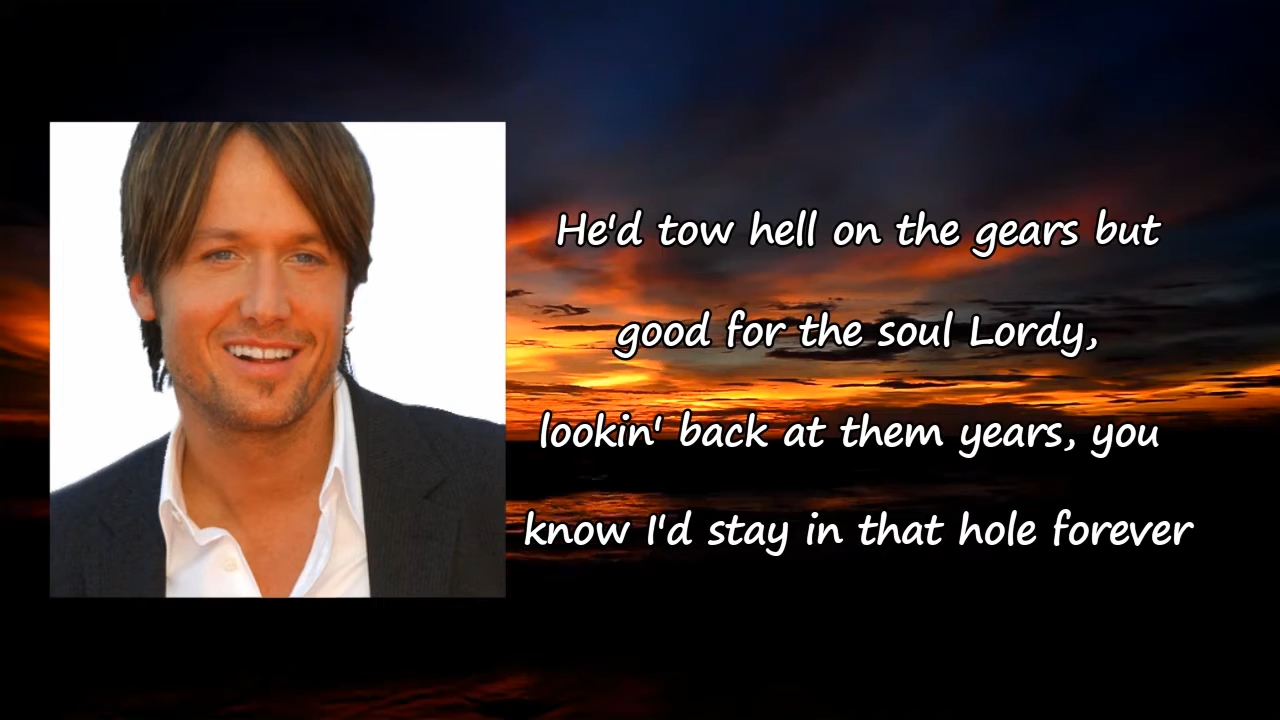 He'd tow hell on the gears but
good for the soul Lordy,
lookin' back at them years, you
know I'd stay in that hole forever